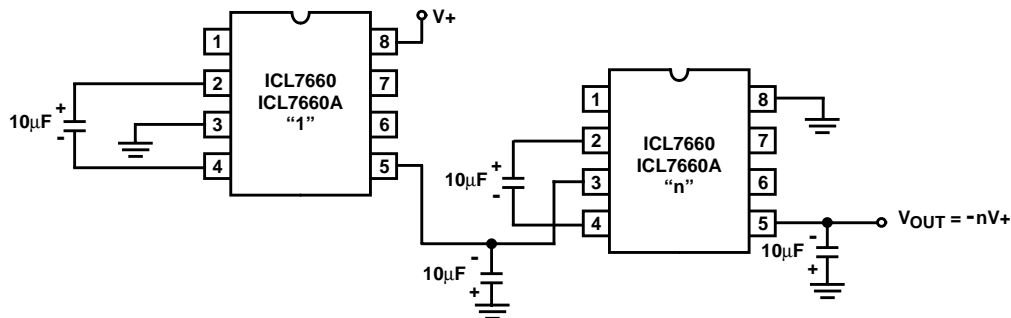 V+
1
8
2
ICL7660
7
ICL7660A
10µF
+
-
3
"1"
6
4
5
1
8
2
ICL7660
7
ICL7660A
10µF
+
-
3
"n"
6
4
5
VOUT = -nV+
10µF
-
+
10µF
-
+